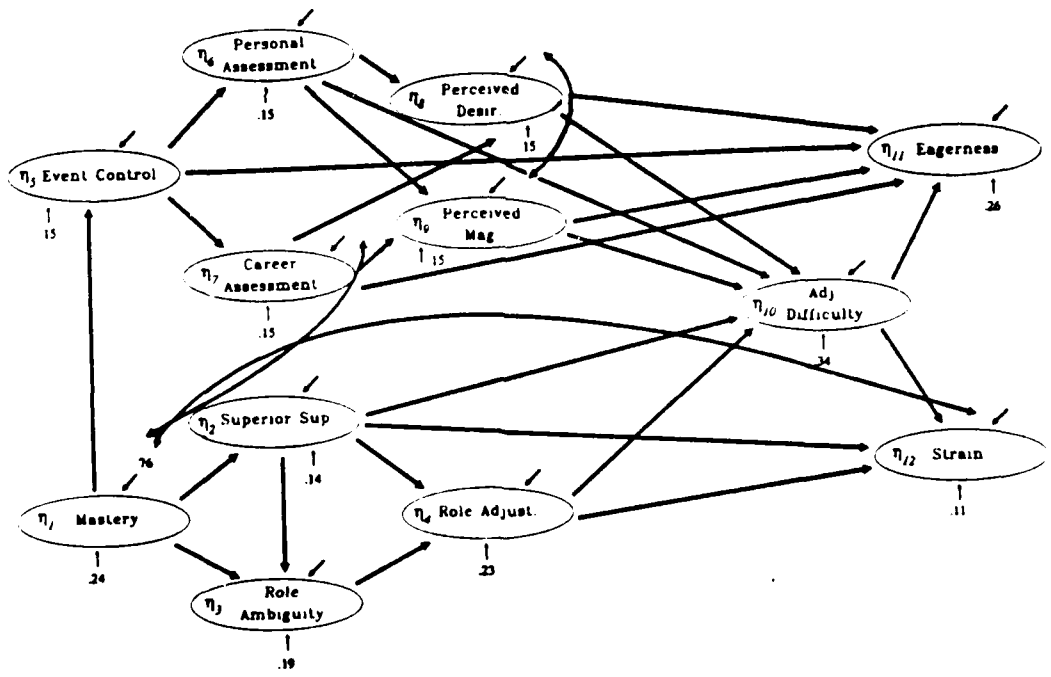 η6 Personal
Assessment
.15
η8 Perceived
Desir.
15
η11 Eagerness
.26
η5 Event Control
15
η9 Perceived
Mag
15
η7 Career
Assessment
.15
η10 Adj
Difficulty
.34
η2 Superior Sup
.14
η12 Strain
.11
76
η1 Mastery
.24
η4 Role Adjust.
.23
η3 Role
Ambiguity
.19